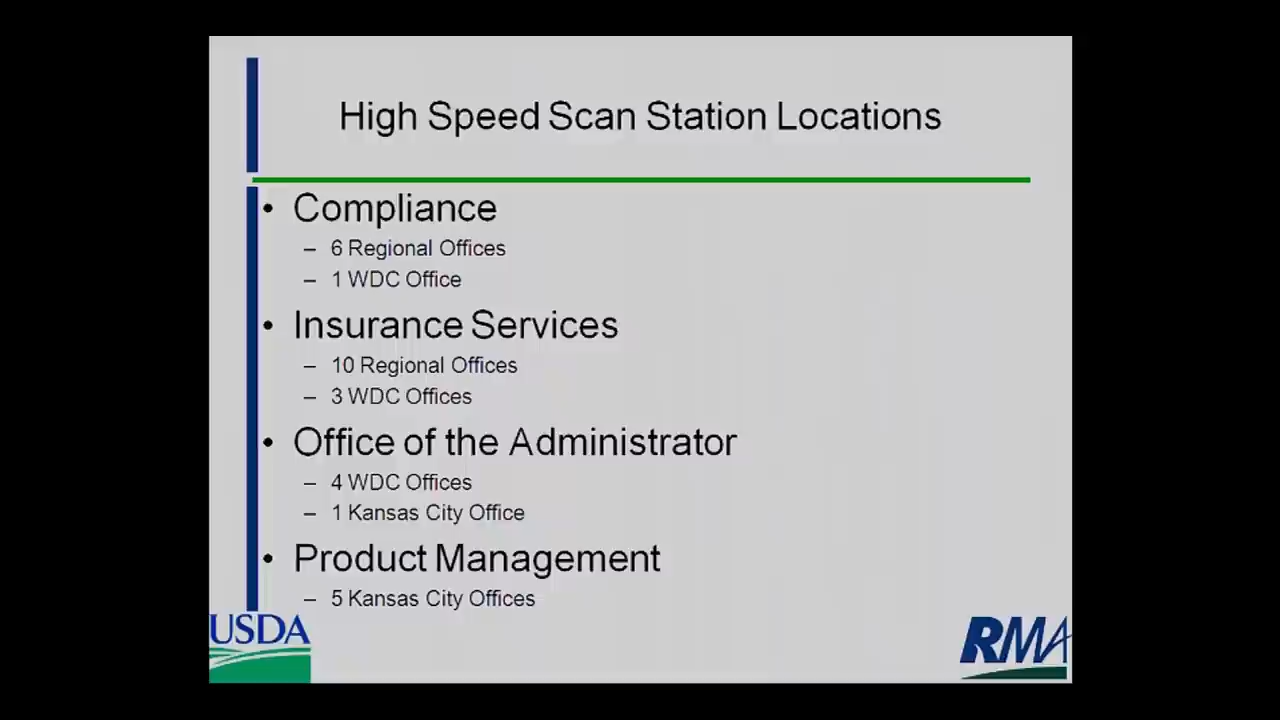 High Speed Scan Station Locations
• Compliance
– 6 Regional Offices
– 1 WDC Office
• Insurance Services
– 10 Regional Offices
– 3 WDC Offices
• Office of the Administrator
– 4 WDC Offices
– 1 Kansas City Office
• Product Management
– 5 Kansas City Offices
USDA
RMA